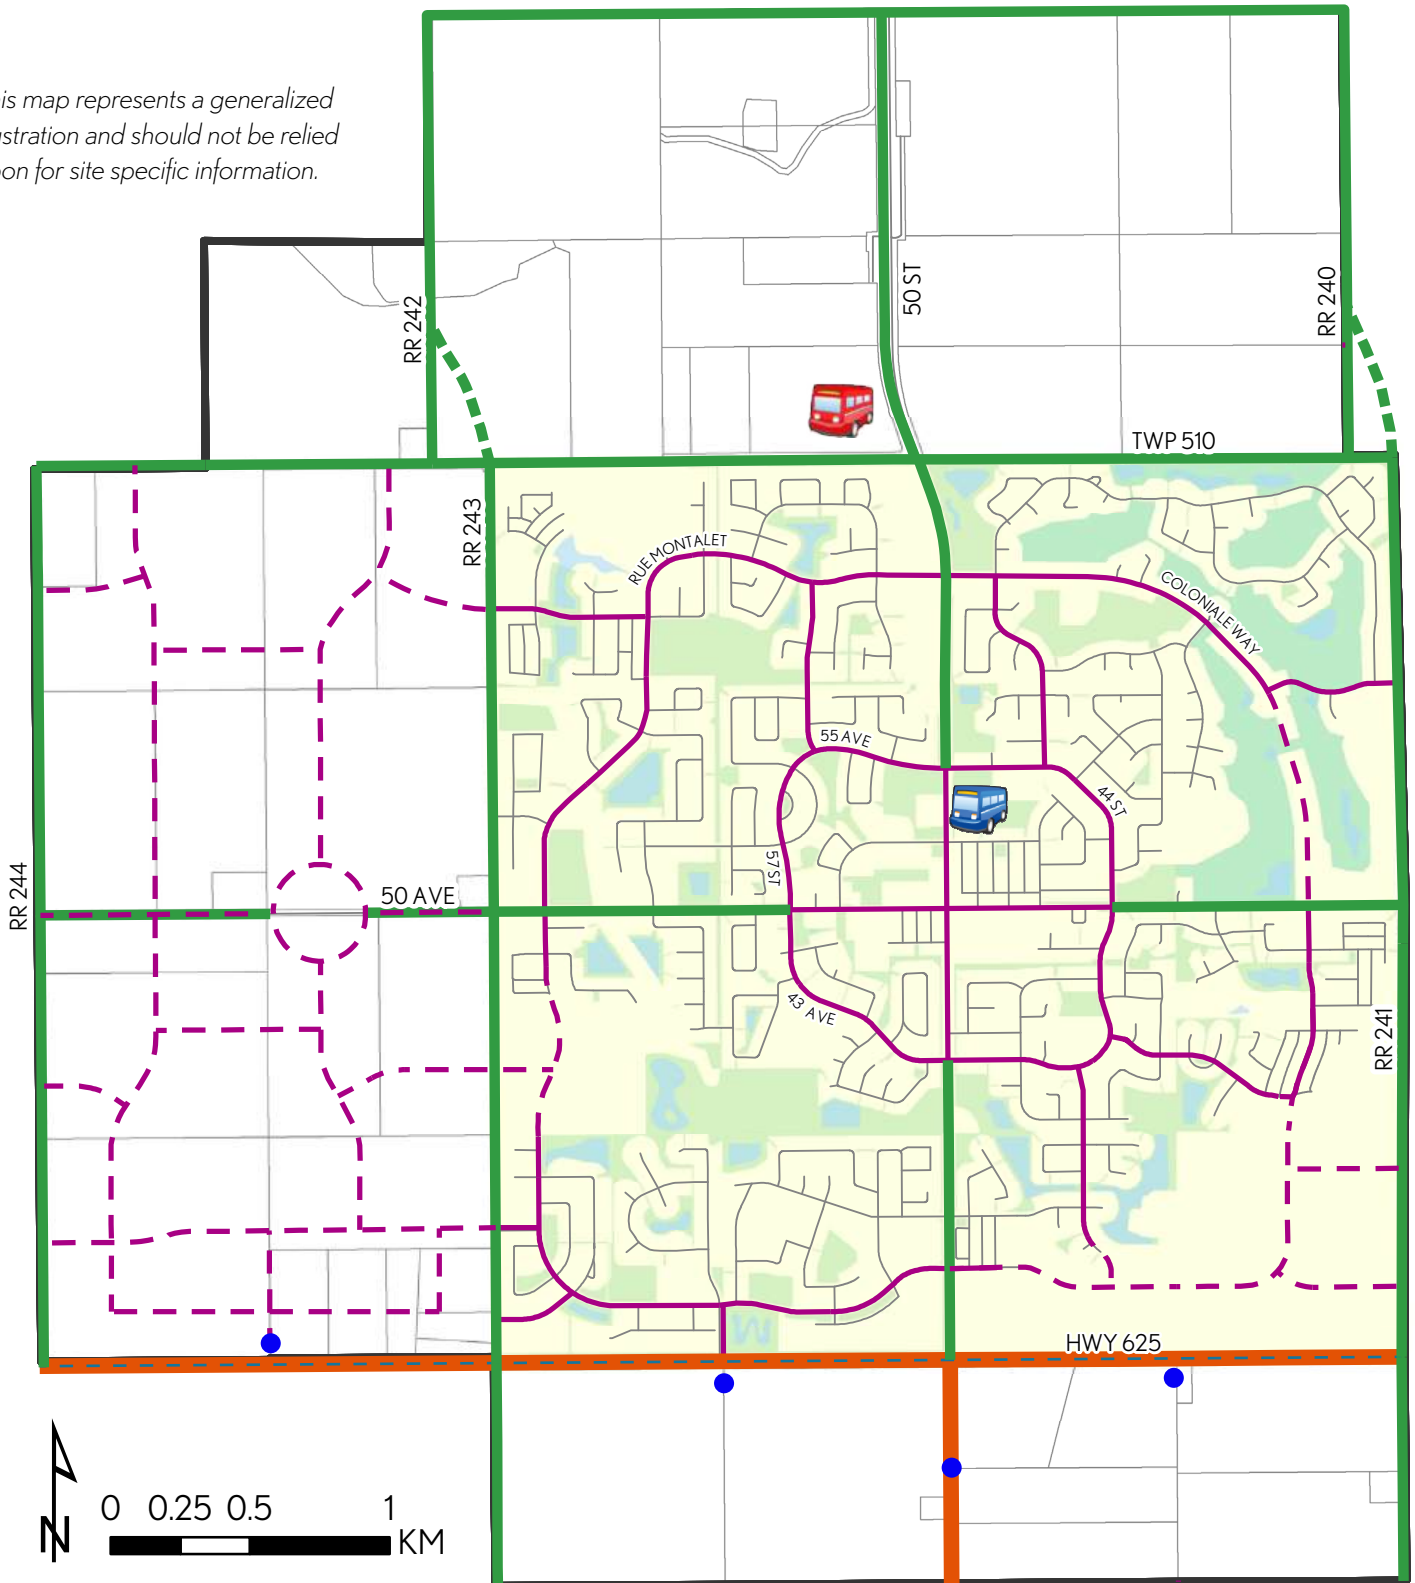 is map represents a generalized
stration and should not be relied
on for site specific information.
50 ST
RR 240
RR 242
TWP 510
RR 243
RUE MONTALET
COLONIALE WAY
55 AVE
44 ST
57 ST
50 AVE
RR 244
43 AVE
RR 241
HWY 625
N
0 0.25 0.5 1
KM